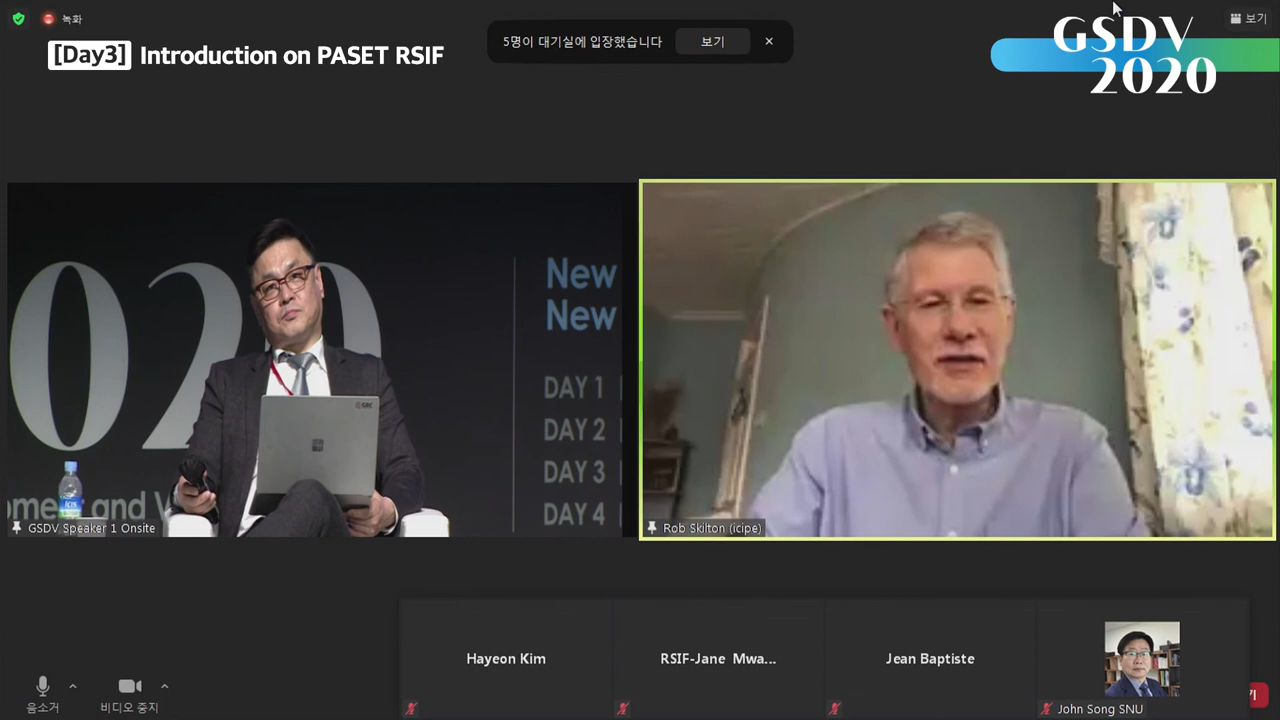 녹화
[Day3] Introduction on PASET RSIF
5명이 대기실에 입장했습니다
보기
보기
GSDV
2020
New
New
DAY 1
DAY 2
DAY 3
DAY 4
and
GSDV Speaker 1 Onsite
Rob Skilton (icipe)
Hayeon Kim
RSIF-Jane Mwa...
Jean Baptiste
John Song SNU
음소거
비디오 중지